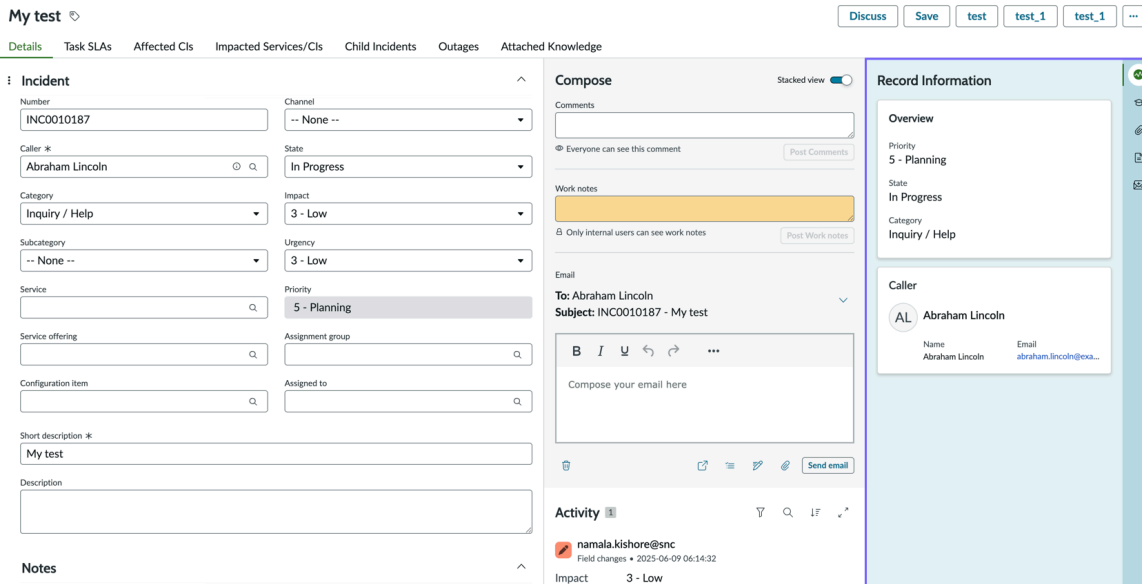 My test
Discuss
Save
test
test_1
test_1
Details
Task SLAs
Affected CIs
Impacted Services/CIs
Child Incidents
Outages
Attached Knowledge
Incident
Number
INC0010187
Channel
-- None --
Caller
Abraham Lincoln
State
In Progress
Category
Inquiry / Help
Impact
3 - Low
Subcategory
-- None --
Urgency
3 - Low
Service
Priority
5 - Planning
Service offering
Assignment group
Configuration item
Assigned to
Short description
My test
Description
Notes
Compose
Stacked view
Comments
Everyone can see this comment
Post Comments
Work notes
Only internal users can see work notes
Post Work notes
Email
To: Abraham Lincoln
Subject: INC0010187 - My test
B I U
Compose your email here
Send email
Activity 1
namala.kishore@snc
Field changes • 2025-06-09 06:14:32
Impact 3 - Low
Record Information
Overview
Priority
5 - Planning
State
In Progress
Category
Inquiry / Help
Caller
AL
Abraham Lincoln
Name
Abraham Lincoln
Email
abraham.lincoln@exa...